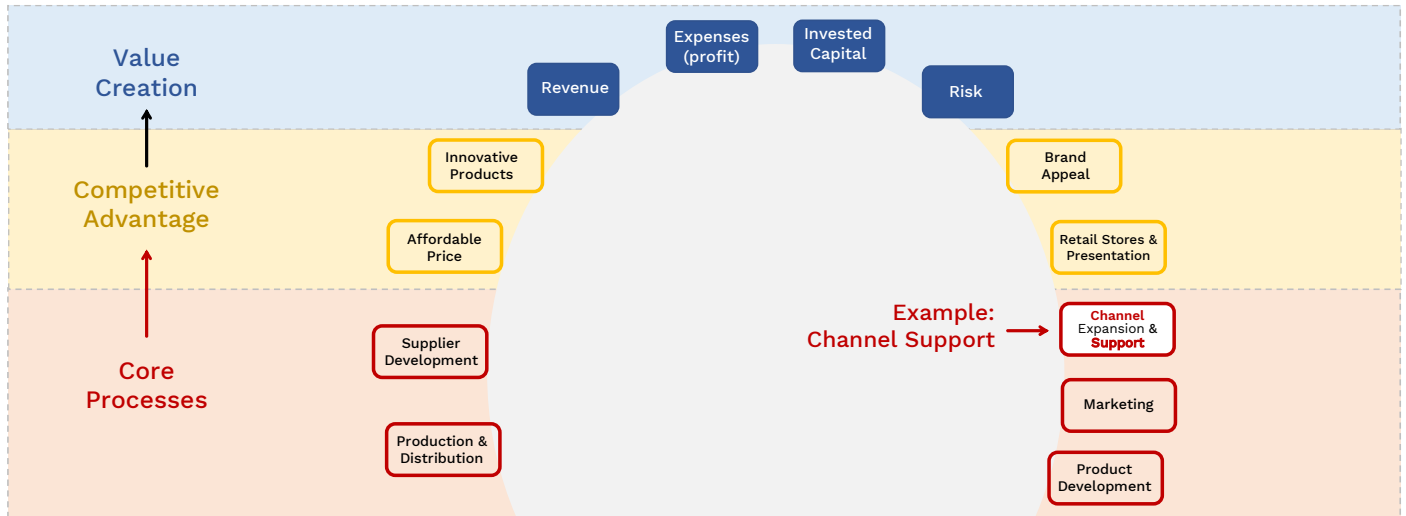 Value
Creation
Competitive
Advantage
Core
Processes
Revenue
Expenses
(profit)
Invested
Capital
Risk
Innovative
Products
Brand
Appeal
Affordable
Price
Retail Stores &
Presentation
Supplier
Development
Example:
Channel Support
Channel
Expansion &
Support
Marketing
Production &
Distribution
Product
Development